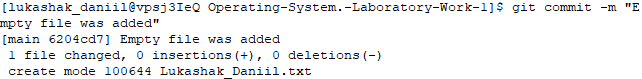 [lukashak_daniil@vpsj3IeQ Operating-System.-Laboratory-Work-1]$ git commit -m "E
mpty file was added"
[main 6204cd7] Empty file was added
 1 file changed, 0 insertions(+), 0 deletions(-)
 create mode 100644 Lukashak_Daniil.txt